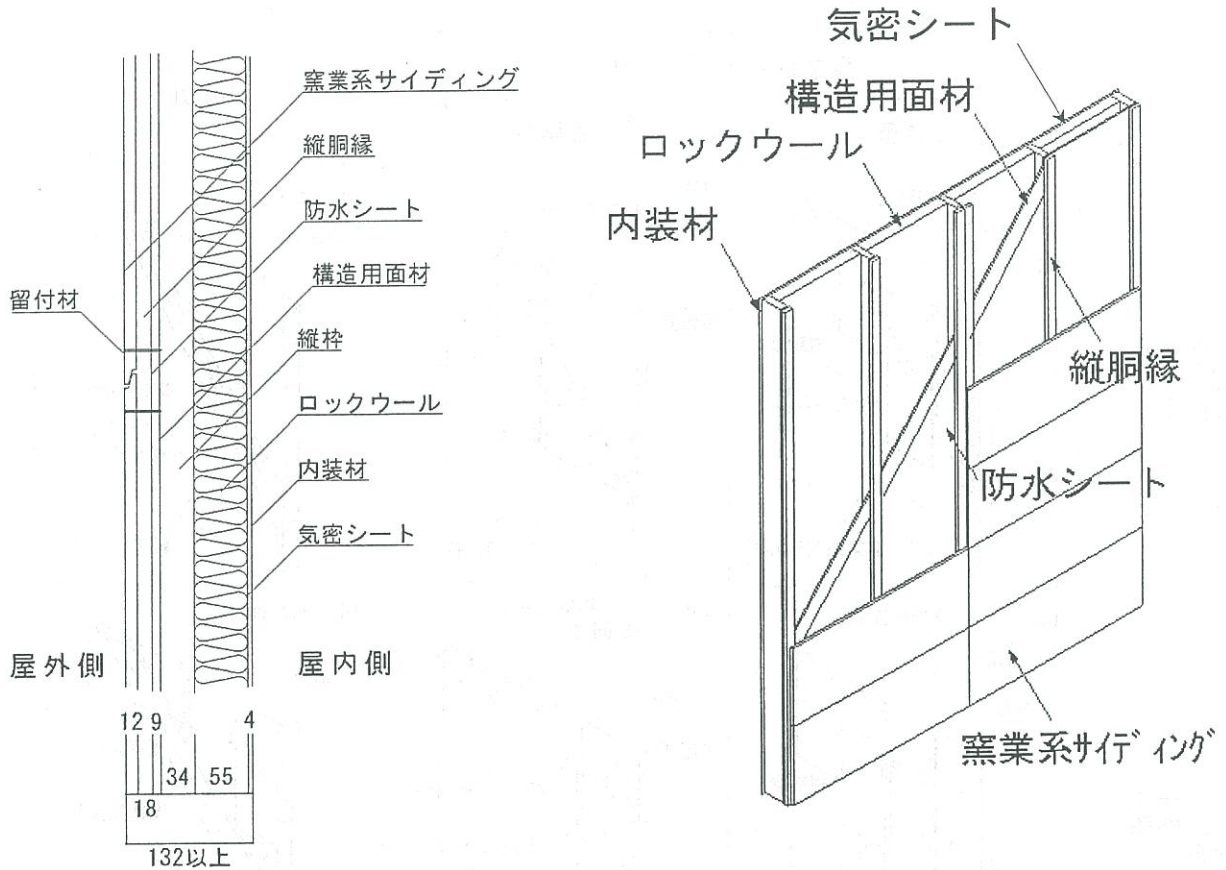 窯業系サイディング
縦胴縁
防水シート
構造用面材
留付材
縦枠
ロックウール
内装材
気密シート
屋外側
屋内側
12 9 4
34 55
18
132以上
気密シート
構造用面材
ロックウール
内装材
縦胴縁
防水シート
窯業系サイディング